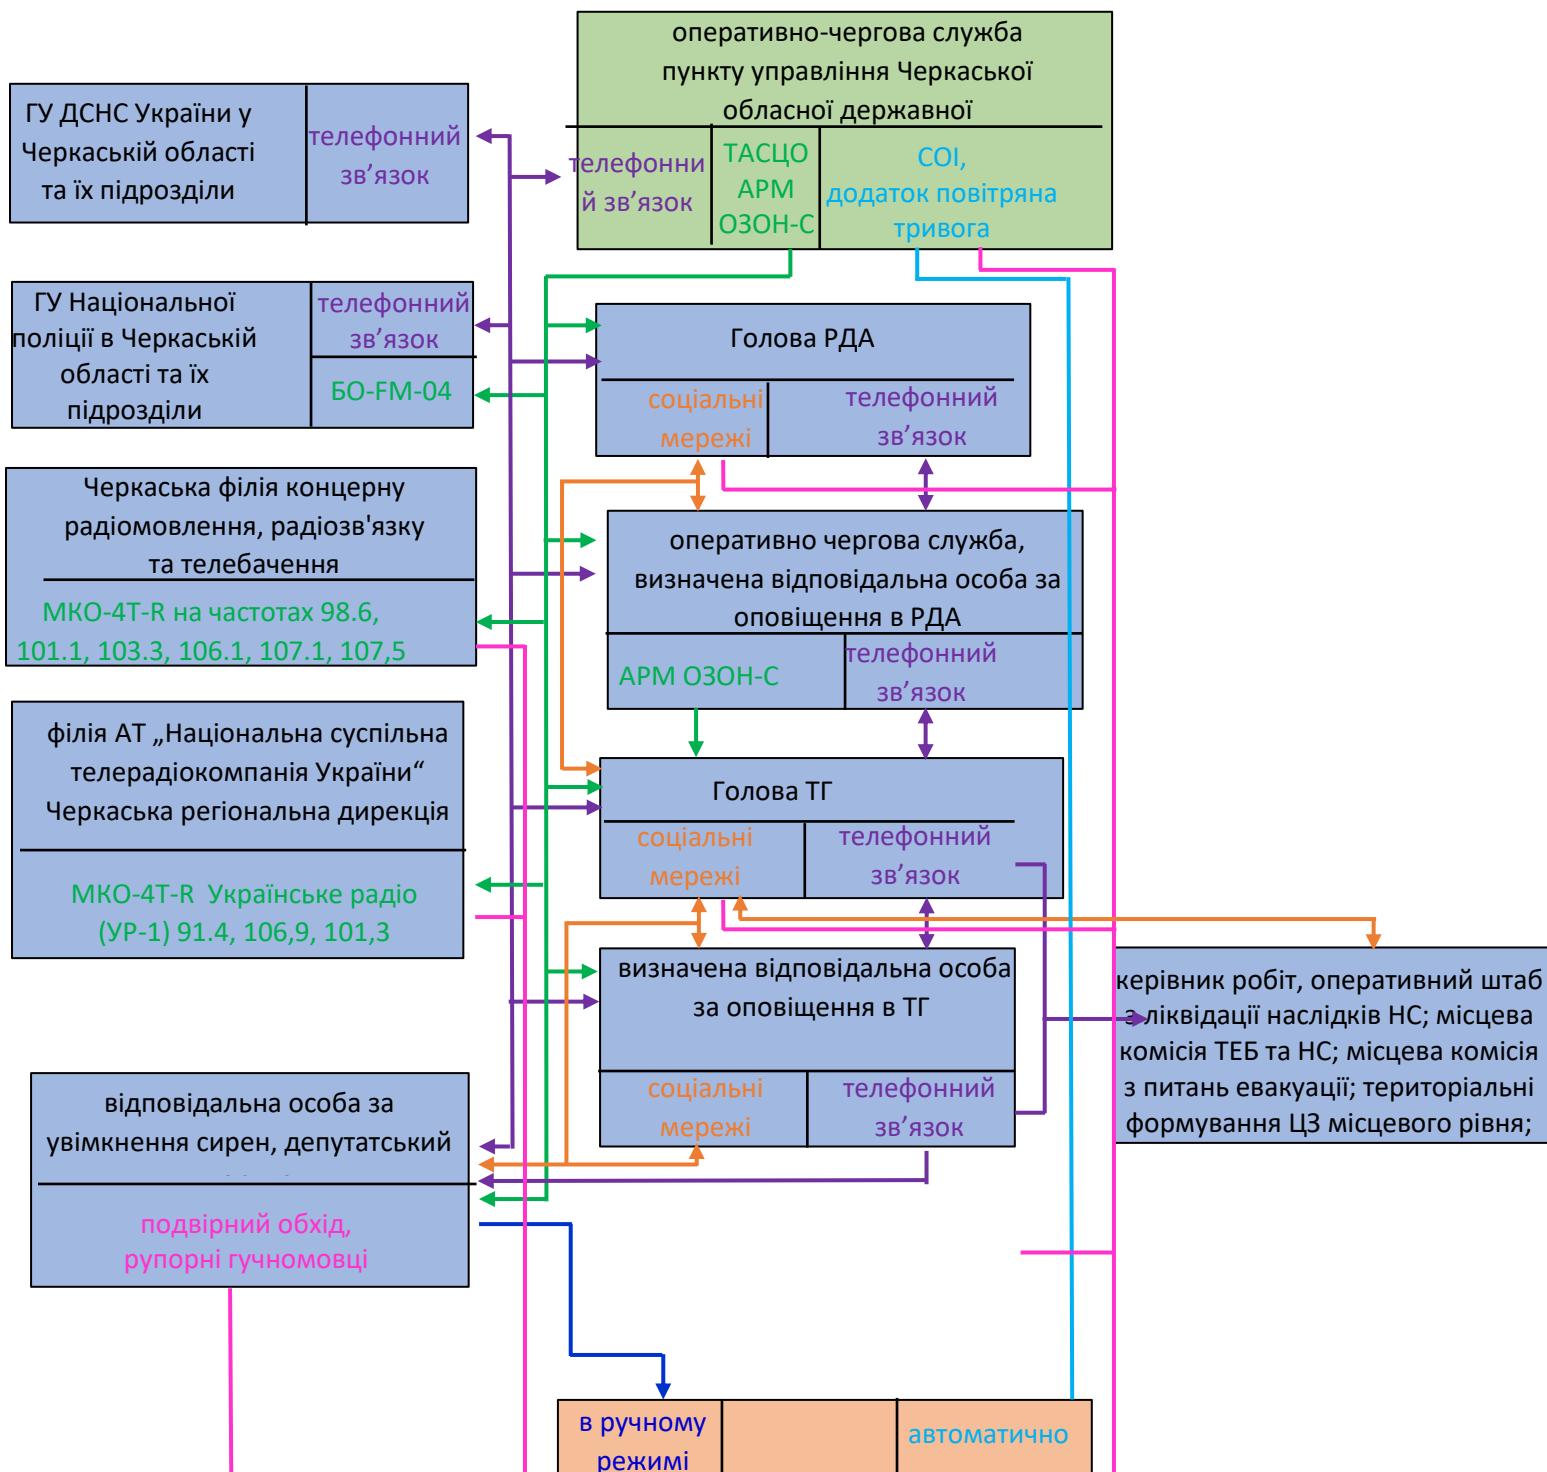 оперативно-чергова служба
пункту управління Черкаської
обласної державної
телефонни
й зв’язок
ТАСЦО
АРМ
ОЗОН-С
СОІ,
додаток повітряна
тривога
ГУ ДСНС України у
Черкаській області
та їх підрозділи
телефонний
зв’язок
ГУ Національної
поліції в Черкаській
області та їх
підрозділи
телефонний
зв’язок
БО-FM-04
Голова РДА
соціальні
мережі
телефонний
зв’язок
Черкаська філія концерну
радіомовлення, радіозв'язку
та телебачення
МКО-4Т-R на частотах 98.6,
101.1, 103.3, 106.1, 107.1, 107,5
оперативно чергова служба,
визначена відповідальна особа за
оповіщення в РДА
АРМ ОЗОН-С
телефонний
зв’язок
філія АТ „Національна суспільна
телерадіокомпанія України“
Черкаська регіональна дирекція
МКО-4Т-R  Українське радіо
(УР-1) 91.4, 106,9, 101,3
Голова ТГ
соціальні
мережі
телефонний
зв’язок
визначена відповідальна особа
за оповіщення в ТГ
соціальні
мережі
телефонний
зв’язок
керівник робіт, оперативний штаб
з ліквідації наслідків НС; місцева
комісія ТЕБ та НС; місцева комісія
з питань евакуації; територіальні
формування ЦЗ місцевого рівня;
відповідальна особа за
увімкнення сирен, депутатський
подвірний обхід,
рупорні гучномовці
в ручному
режимі
автоматично